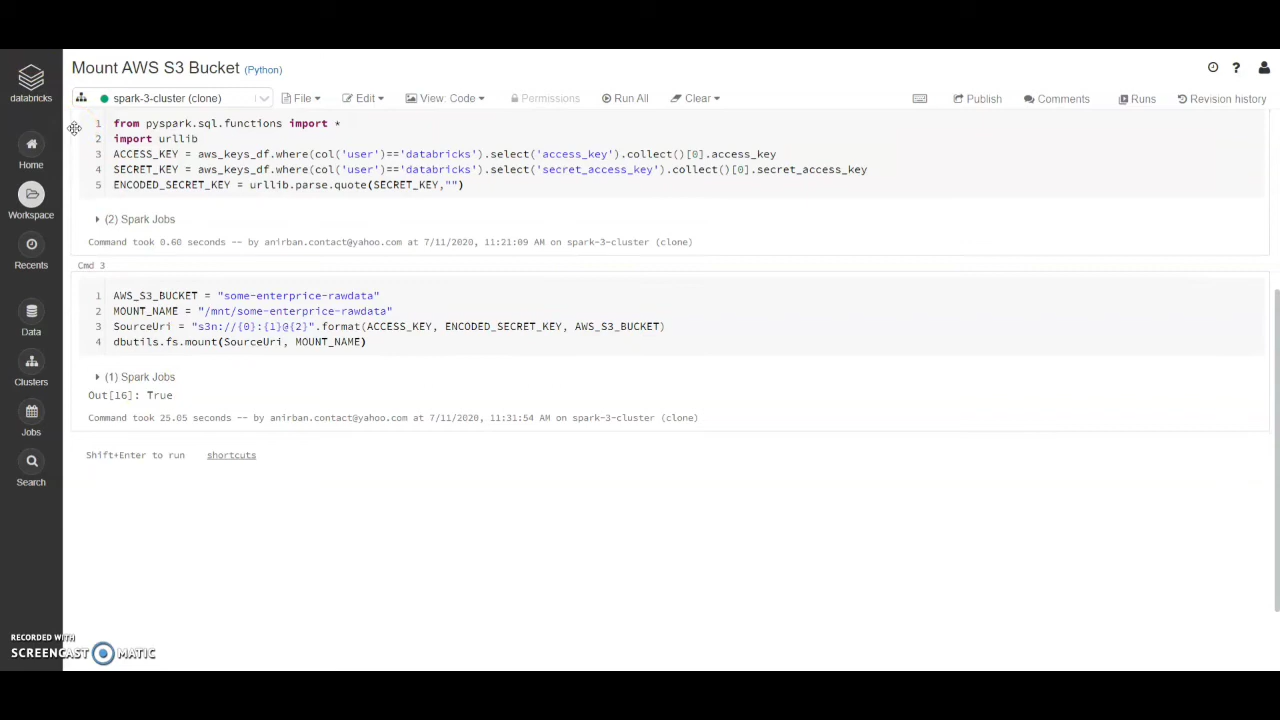 Mount AWS S3 Bucket (Python)
databricks
spark-3-cluster (clone)
File
Edit
View: Code
Permissions
Run All
Clear
Publish
Comments
Runs
Revision history
Home
Workspace
Recents
Data
Clusters
Jobs
Search
1 from pyspark.sql.functions import *
2 import urllib
3 ACCESS_KEY = aws_keys_df.where(col('user')=='databricks').select('access_key').collect()[0].access_key
4 SECRET_KEY = aws_keys_df.where(col('user')=='databricks').select('secret_access_key').collect()[0].secret_access_key
5 ENCODED_SECRET_KEY = urllib.parse.quote(SECRET_KEY,"")
(2) Spark Jobs
Command took 0.60 seconds -- by anirban.contact@yahoo.com at 7/11/2020, 11:21:09 AM on spark-3-cluster (clone)
Cmd 3
1 AWS_S3_BUCKET = "some-enterprice-rawdata"
2 MOUNT_NAME = "/mnt/some-enterprice-rawdata"
3 SourceUri = "s3n://{0}:{1}@{2}".format(ACCESS_KEY, ENCODED_SECRET_KEY, AWS_S3_BUCKET)
4 dbutils.fs.mount(SourceUri, MOUNT_NAME)
(1) Spark Jobs
Out[16]: True
Command took 25.05 seconds -- by anirban.contact@yahoo.com at 7/11/2020, 11:31:54 AM on spark-3-cluster (clone)
Shift+Enter to run shortcuts
RECORDED WITH
SCREENCAST MATIC